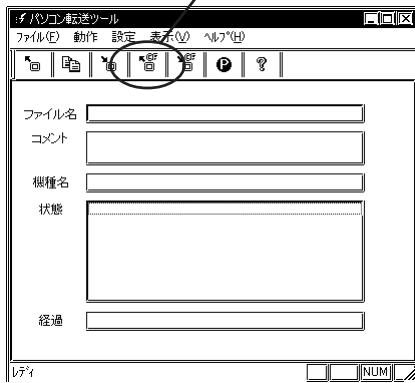 パソコン転送ツール
ファイル(F) 動作 設定 表示(V) ヘルプ(H)
CF CF P ?
ファイル名
コメント
機種名
状態
経過
レディ NUM